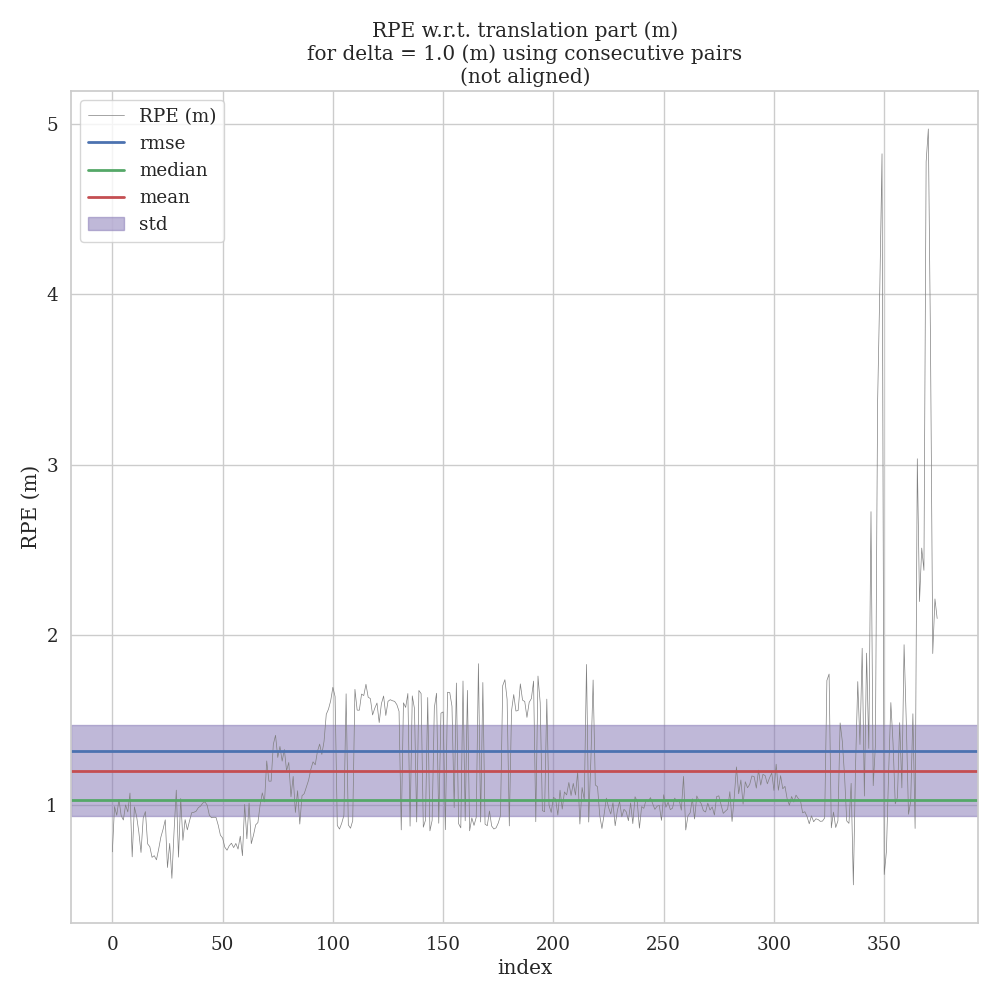 RPE w.r.t. translation part (m)
for delta = 1.0 (m) using consecutive pairs
(not aligned)
RPE (m)
rmse
median
mean
std
5
4
3
2
1
RPE (m)
0 50 100 150 200 250 300 350
index